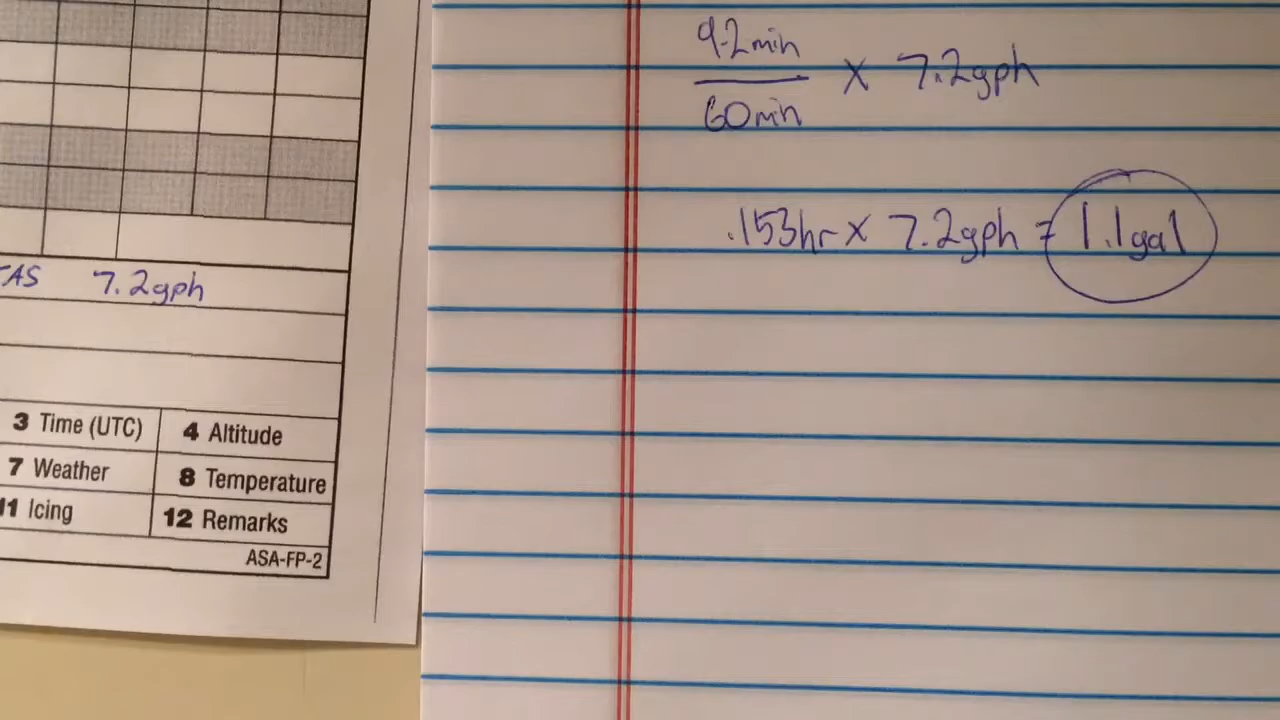 TAS 7.2gph
3 Time (UTC) 4 Altitude
7 Weather 8 Temperature
11 Icing 12 Remarks
ASA-FP-2
9.2min
60min
x 7.2gph
.153hr x 7.2gph = 1.1gal